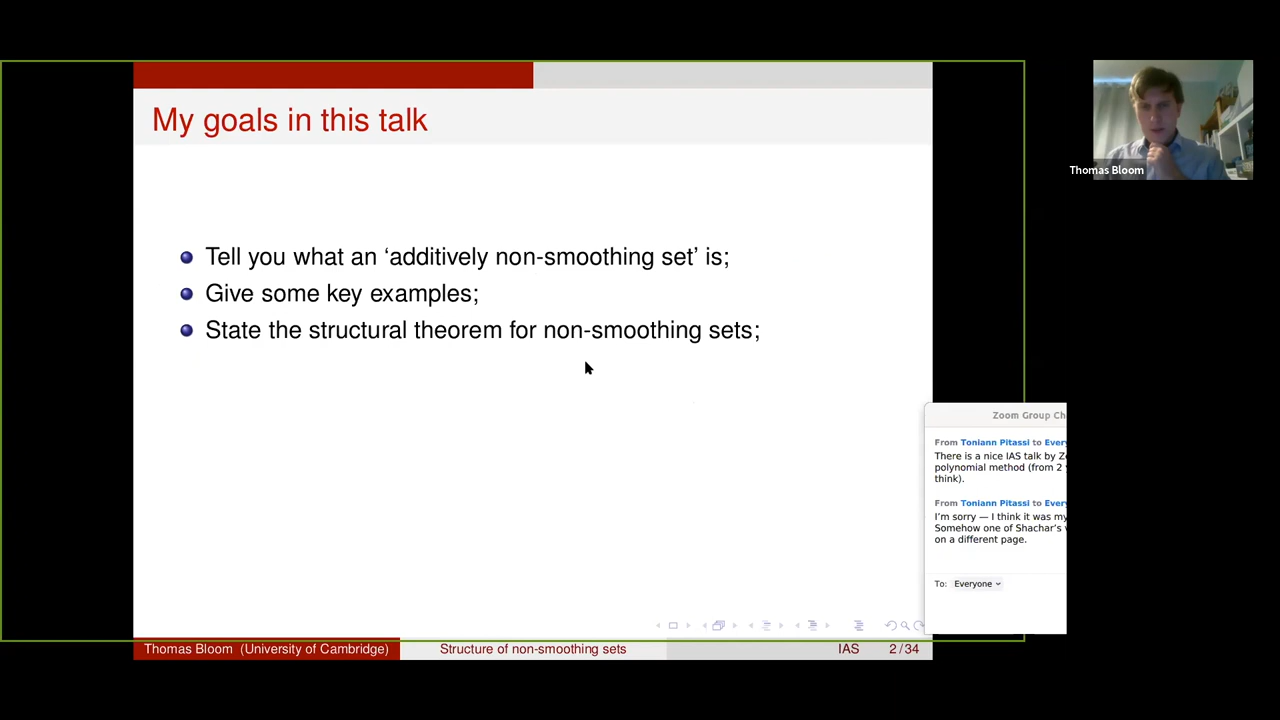 My goals in this talk
Tell you what an ‘additively non-smoothing set’ is;
Give some key examples;
State the structural theorem for non-smoothing sets;
Thomas Bloom (University of Cambridge)
Structure of non-smoothing sets
IAS
2/34
Thomas Bloom
Zoom Group Ch
From Toniann Pitassi to Every
There is a nice IAS talk by Z
polynomial method (from 2
think).
From Toniann Pitassi to Every
I’m sorry — I think it was my
Somehow one of Shachar’s
on a different page.
To: Everyone